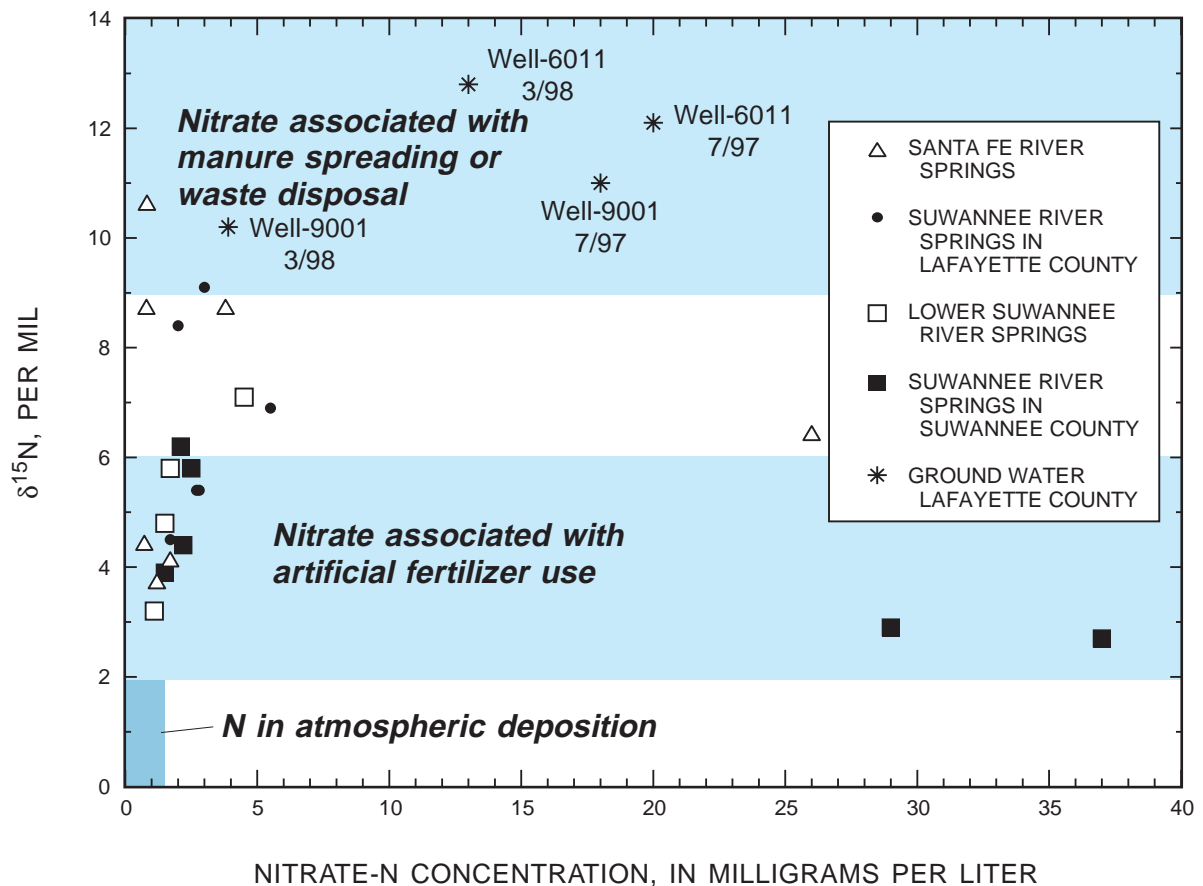 14
12
10
8
6
4
2
0
δ15N, PER MIL
Well-6011
3/98
Well-6011
7/97
Nitrate associated with
manure spreading or
waste disposal
Well-9001
7/97
Well-9001
3/98
SANTA FE RIVER
SPRINGS
SUWANNEE RIVER
SPRINGS IN
LAFAYETTE COUNTY
LOWER SUWANNEE
RIVER SPRINGS
SUWANNEE RIVER
SPRINGS IN
SUWANNEE COUNTY
GROUND WATER
LAFAYETTE COUNTY
Nitrate associated with
artificial fertilizer use
N in atmospheric deposition
0 5 10 15 20 25 30 35 40
NITRATE-N CONCENTRATION, IN MILLIGRAMS PER LITER